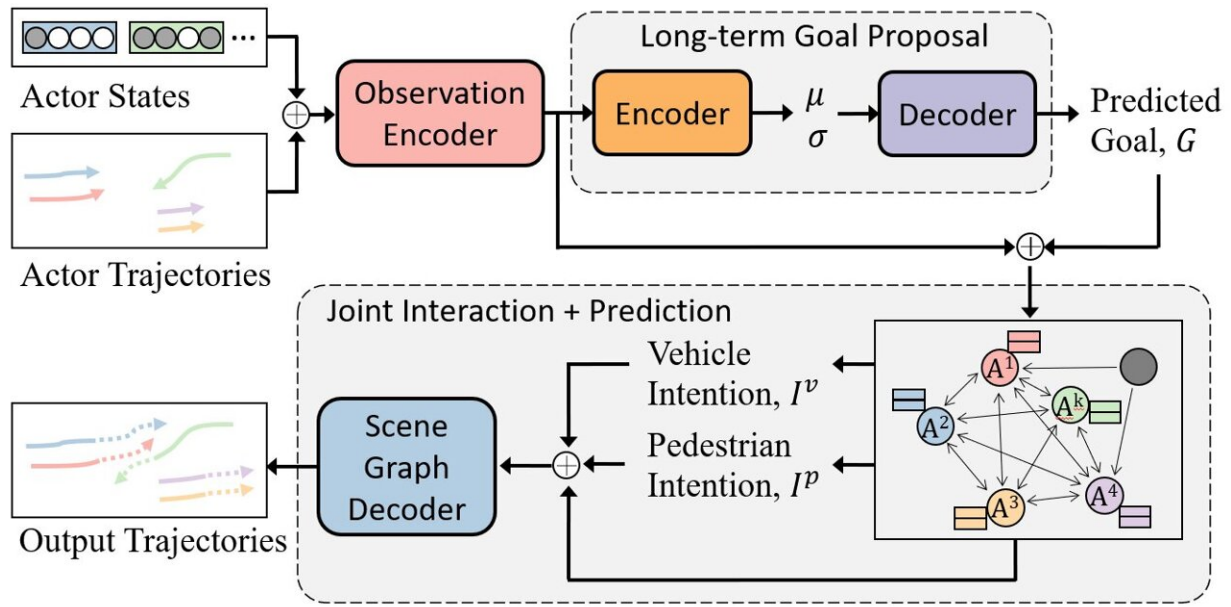 Long-term Goal Proposal
...
Actor States
Observation
Encoder
Encoder
μ
σ
Decoder
Predicted
Goal, G
Actor Trajectories
Joint Interaction + Prediction
Vehicle
Intention, Iᵛ
Pedestrian
Intention, Iᵖ
Scene
Graph
Decoder
Output Trajectories
A¹
A²
Aᵏ
A³
A⁴